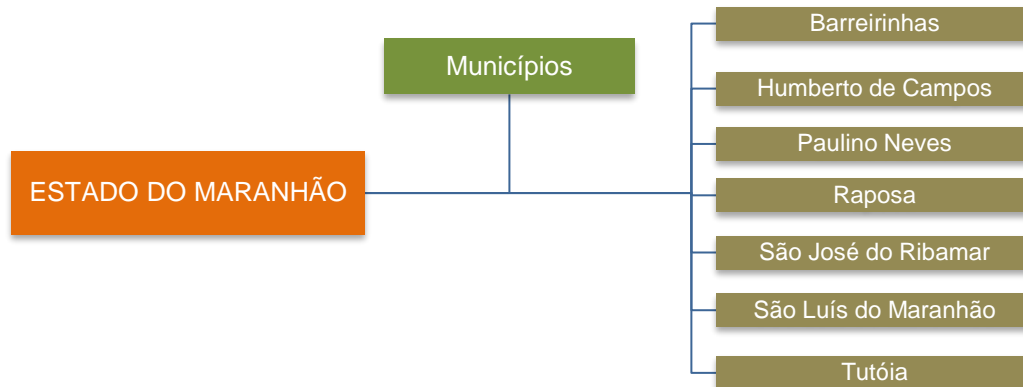 Municípios
ESTADO DO MARANHÃO
Barreirinhas
Humberto de Campos
Paulino Neves
Raposa
São José do Ribamar
São Luís do Maranhão
Tutóia